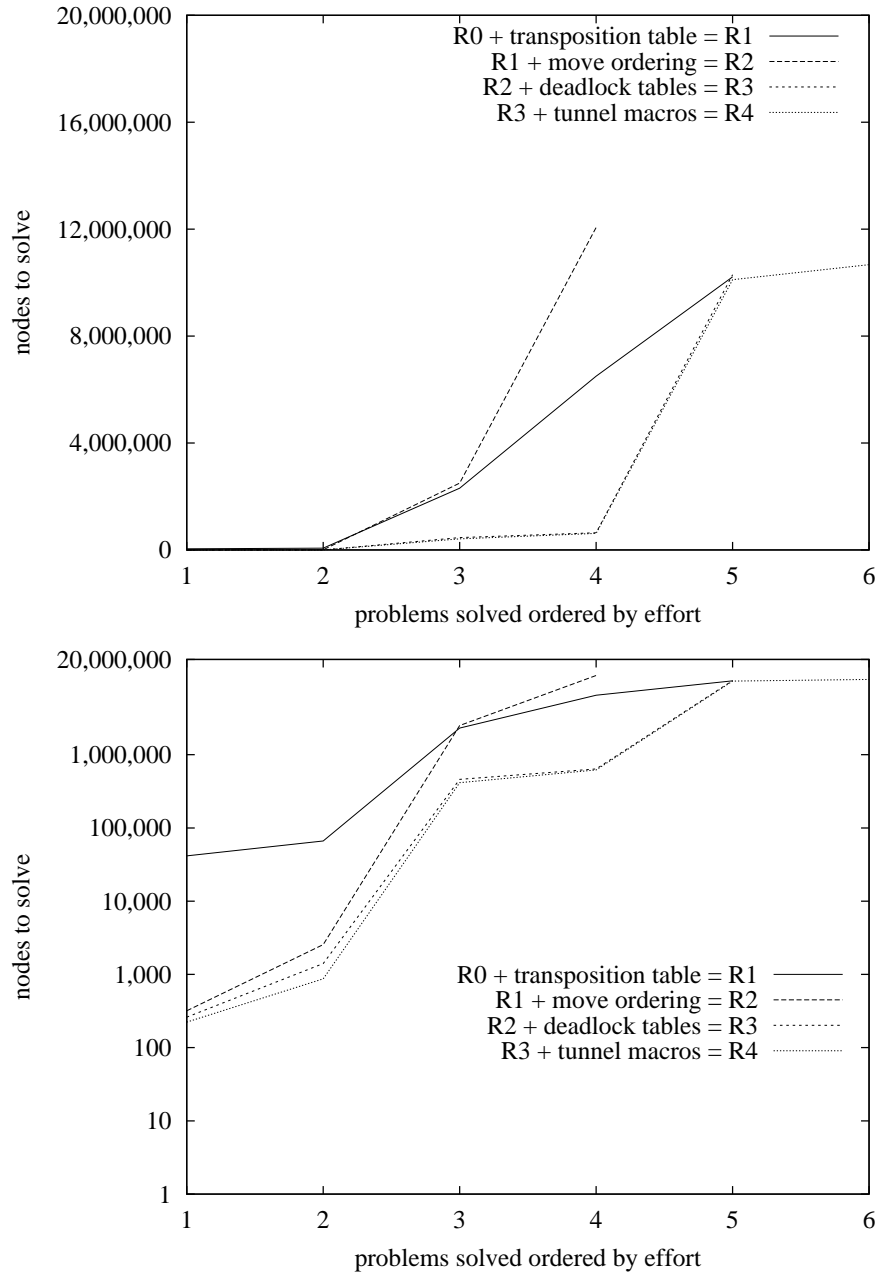 20,000,000
R0 + transposition table = R1
R1 + move ordering = R2
R2 + deadlock tables = R3
R3 + tunnel macros = R4
16,000,000
12,000,000
nodes to solve
8,000,000
4,000,000
0
1 2 3 4 5 6
problems solved ordered by effort
20,000,000
1,000,000
100,000
nodes to solve
10,000
1,000
R0 + transposition table = R1
R1 + move ordering = R2
R2 + deadlock tables = R3
R3 + tunnel macros = R4
100
10
1
1 2 3 4 5 6
problems solved ordered by effort